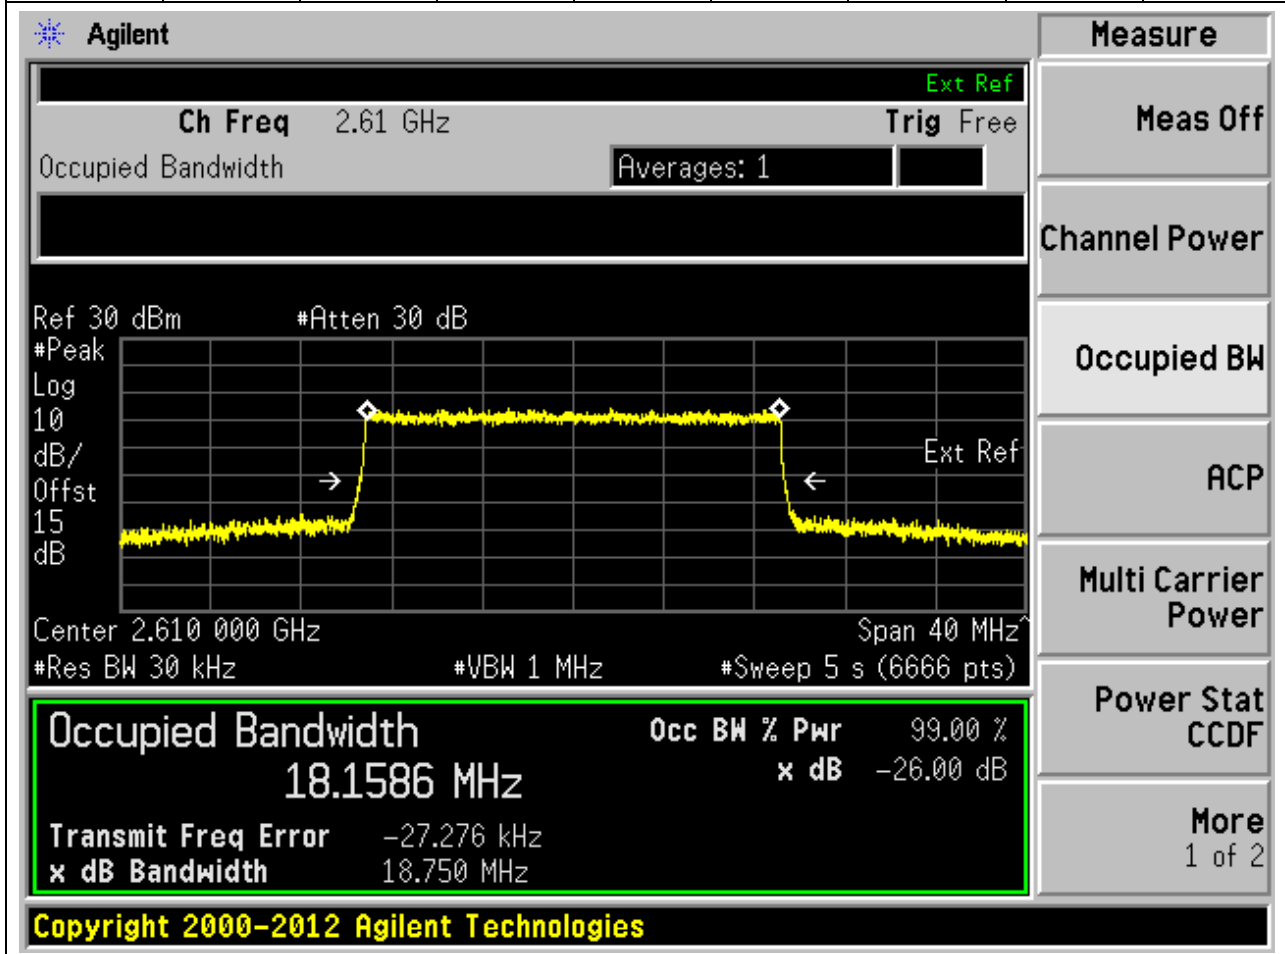 Agilent
Measure
Ext Ref
Ch Freq 2.61 GHz Trig Free
Meas Off
Occupied Bandwidth Averages: 1
Channel Power
Ref 30 dBm #Atten 30 dB
#Peak
Log
10
dB/
Offst
15
dB
Ext Ref
Occupied BW
ACP
Center 2.610 000 GHz Span 40 MHz^
#Res BW 30 kHz #VBW 1 MHz #Sweep 5 s (6666 pts)
Multi Carrier
Power
Occupied Bandwidth Occ BW % Pwr 99.00 %
18.1586 MHz x dB -26.00 dB
Transmit Freq Error -27.276 kHz
x dB Bandwidth 18.750 MHz
Power Stat
CCDF
More
1 of 2
Copyright 2000-2012 Agilent Technologies